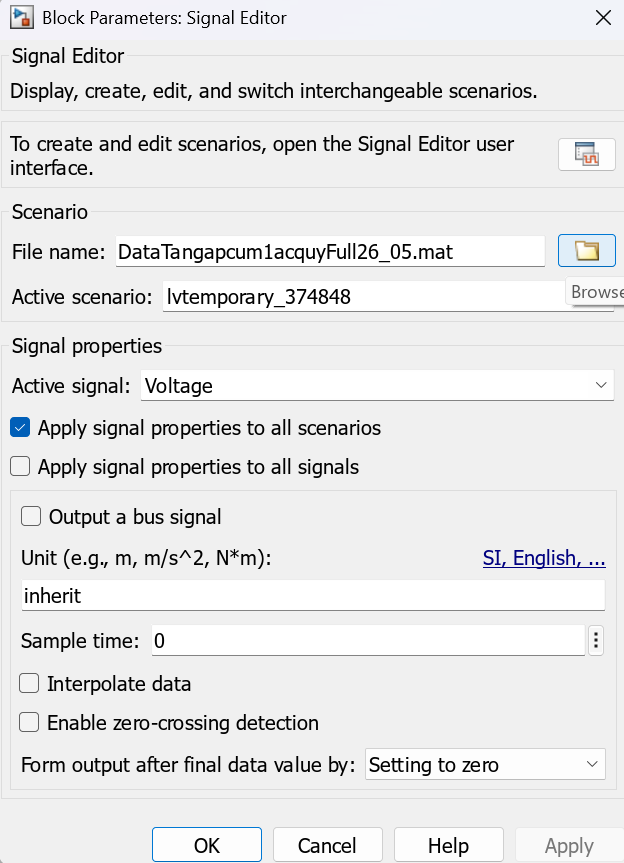 Block Parameters: Signal Editor
Signal Editor
Display, create, edit, and switch interchangeable scenarios.
To create and edit scenarios, open the Signal Editor user
interface.
Scenario
File name: DataTangapcum1acquyFull26_05.mat
Active scenario: lvtemporary_374848
Browse
Signal properties
Active signal: Voltage
Apply signal properties to all scenarios
Apply signal properties to all signals
Output a bus signal
Unit (e.g., m, m/s^2, N*m): SI, English, ...
inherit
Sample time: 0
Interpolate data
Enable zero-crossing detection
Form output after final data value by: Setting to zero
OK Cancel Help Apply